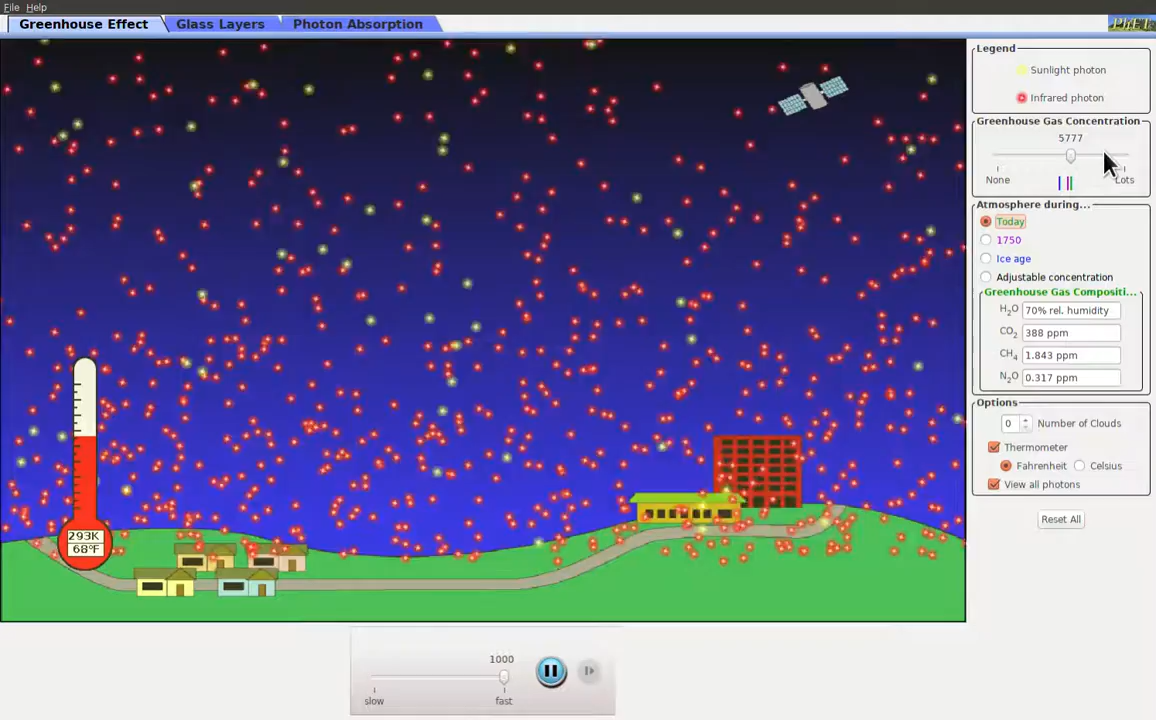 File Help
Greenhouse Effect Glass Layers Photon Absorption PhET
Legend
Sunlight photon
Infrared photon
Greenhouse Gas Concentration
5777
None Lots
Atmosphere during...
Today
1750
Ice age
Adjustable concentration
Greenhouse Gas Compositi...
H2O 70% rel. humidity
CO2 388 ppm
CH4 1.843 ppm
N2O 0.317 ppm
Options
0 Number of Clouds
Thermometer
Fahrenheit Celsius
View all photons
Reset All
293K
68°F
1000
slow fast